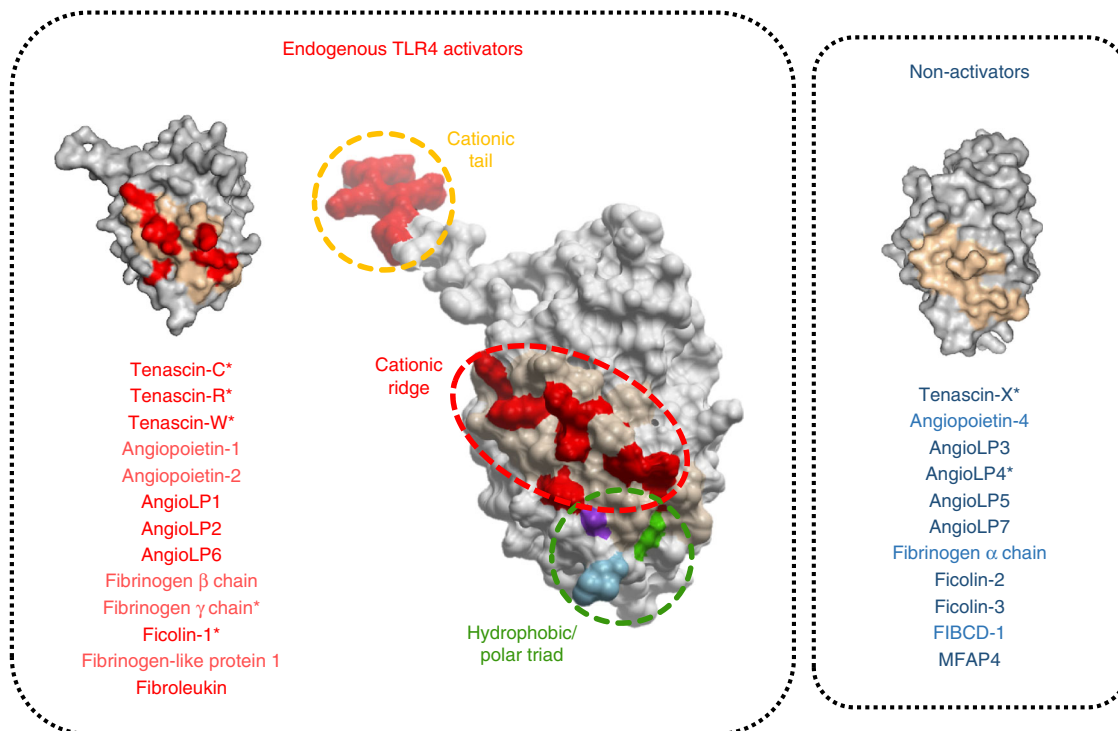 Endogenous TLR4 activators
Cationic
tail
Cationic
ridge
Hydrophobic/
polar triad
Tenascin-C*
Tenascin-R*
Tenascin-W*
Angiopoietin-1
Angiopoietin-2
AngioLP1
AngioLP2
AngioLP6
Fibrinogen β chain
Fibrinogen γ chain*
Ficolin-1*
Fibrinogen-like protein 1
Fibroleukin
Non-activators
Tenascin-X*
Angiopoietin-4
AngioLP3
AngioLP4*
AngioLP5
AngioLP7
Fibrinogen α chain
Ficolin-2
Ficolin-3
FIBCD-1
MFAP4